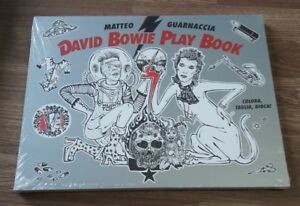 MATTEO GUARNACCIA
DAVID BOWIE PLAY BOOK
COLORA,
TAGLIA, GIOCA!